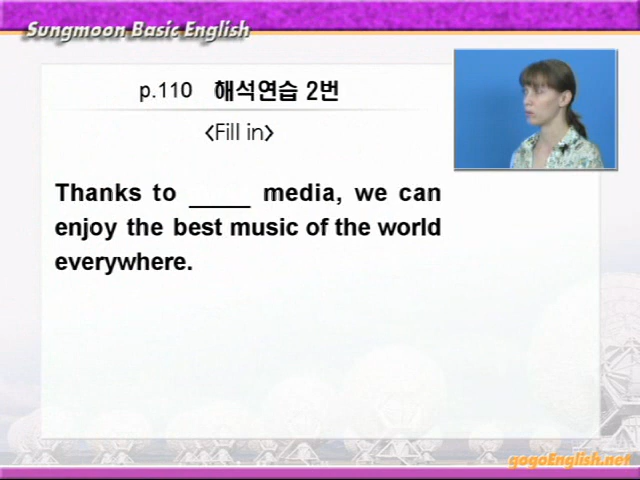 Sungmoon Basic English
p.110 해석연습 2번
<Fill in>
Thanks to _____ media, we can
enjoy the best music of the world
everywhere.
gogoEnglish.net